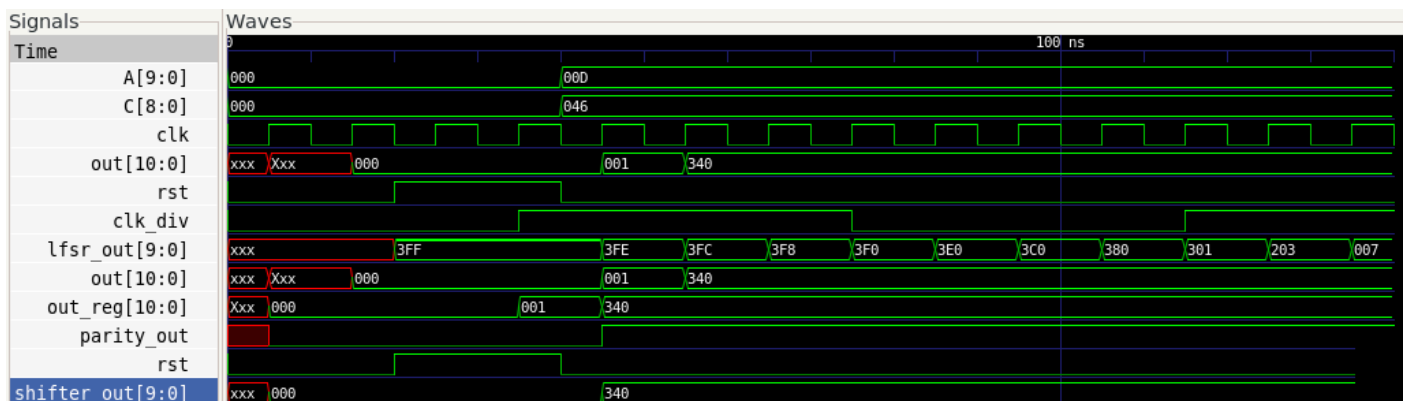 Signals Waves
Time 0 100 ns
A[9:0] 000 00D
C[8:0] 000 046
clk
out[10:0] xxx Xxx 000 001 340
rst
clk_div
lfsr_out[9:0] xxx 3FF 3FE 3FC 3F8 3F0 3E0 3C0 380 301 203 007
out[10:0] xxx Xxx 000 001 340
out_reg[10:0] Xxx 000 001 340
parity_out
rst
shifter_out[9:0] xxx 000 340